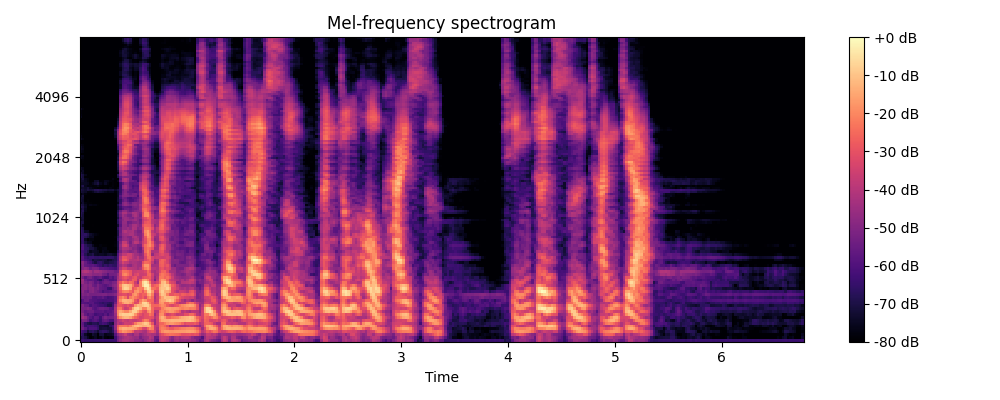 Mel-frequency spectrogram
4096
2048
1024
512
0
Hz
0 1 2 3 4 5 6
Time
+0 dB
-10 dB
-20 dB
-30 dB
-40 dB
-50 dB
-60 dB
-70 dB
-80 dB